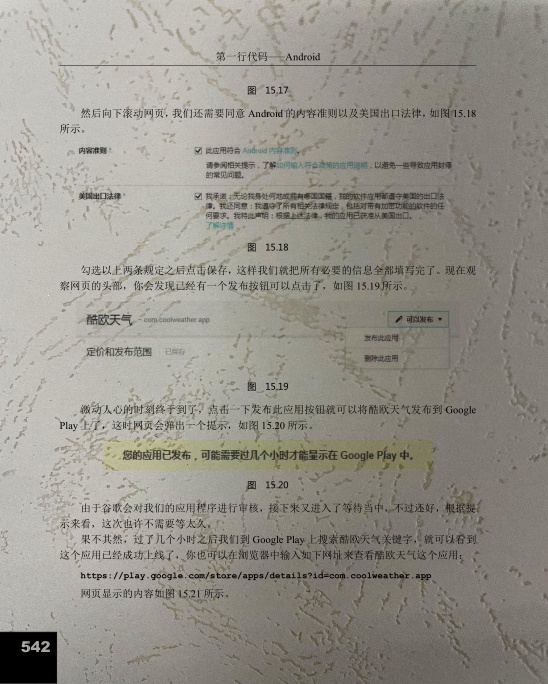 第一行代码——Android
图 15.17
然后向下滚动网页，我们还需要同意 Android 的内容准则以及美国出口法律，如图 15.18
所示。
内容准则 *
此应用符合 Android 内容准则。
请参阅相关提示，了解如何输入符合政策的应用说明，以避免一些导致应用封停
的常见问题。
美国出口法律 *
我承诺：无论我身处何地或拥有哪国国籍，我的软件应用都遵守美国的出口法
律。我还同意：我遵守了所有相关法律规定，包括对带有加密功能的软件的任
何要求。我特此声明：根据上述法律，我的应用已获准从美国出口。
了解详情
图 15.18
勾选以上两条规定之后点击保存，这样我们就把所有必要的信息全部填写完了。现在观
察网页的头部，你会发现已经有一个发布按钮可以点击了，如图 15.19 所示。
酷欧天气 - com.coolweather.app
可以发布
发布此应用
定价和发布范围 已保存
删除此应用
图 15.19
激动人心的时刻终于到了，点击一下发布此应用按钮就可以将酷欧天气发布到 Google
Play 上了，这时网页会弹出一个提示，如图 15.20 所示。
您的应用已发布，可能需要过几个小时才能显示在 Google Play 中。
图 15.20
由于谷歌会对我们的应用程序进行审核，接下来又进入了等待当中。不过还好，根据提
示来看，这次也许不需要等太久。
果不其然，过了几个小时之后我们到 Google Play 上搜索酷欧天气关键字，就可以看到
这个应用已经成功上线了，你也可以在浏览器中输入如下网址来查看酷欧天气这个应用：
https://play.google.com/store/apps/details?id=com.coolweather.app
网页显示的内容如图 15.21 所示。
542